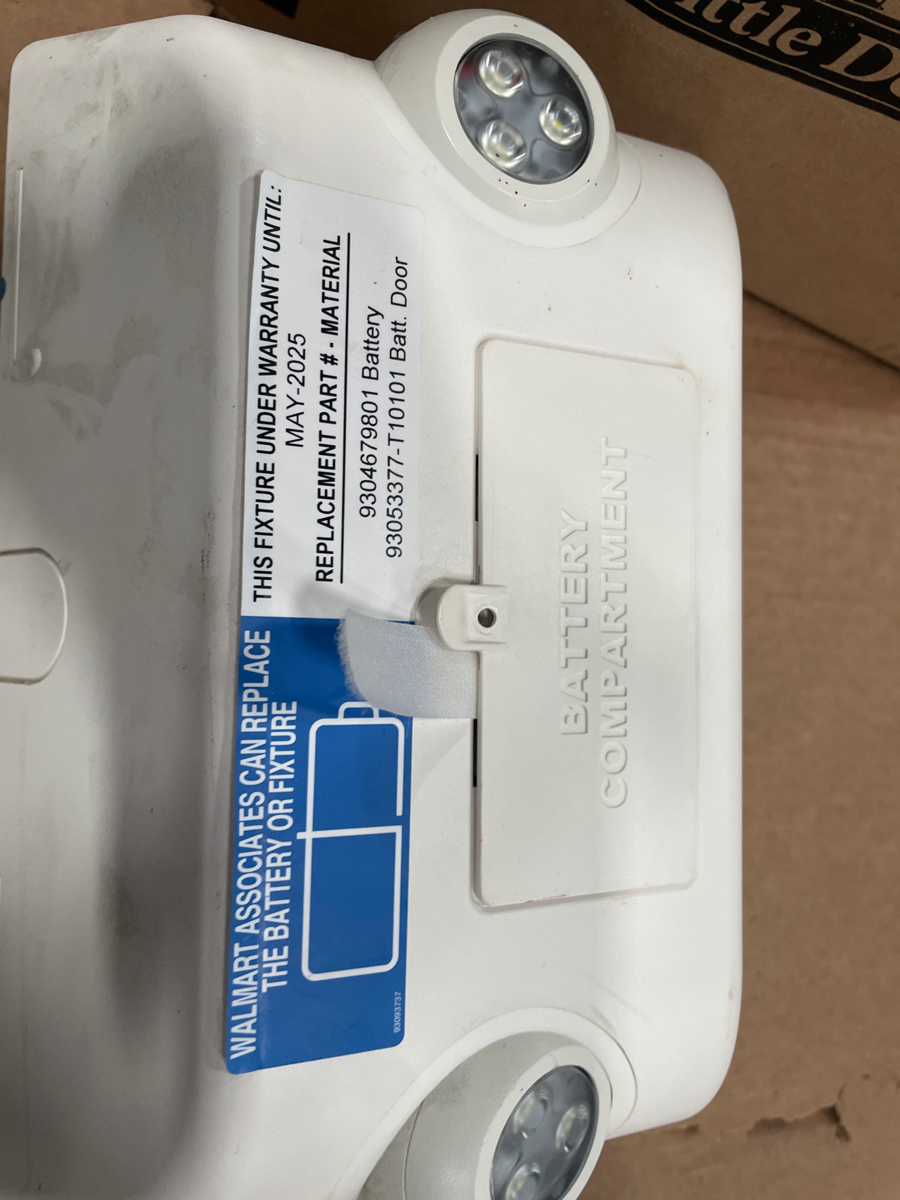 THIS FIXTURE UNDER WARRANTY UNTIL:
MAY-2025
REPLACEMENT PART # - MATERIAL
9304679801 Battery
93053377-T10101 Batt. Door
WALMART ASSOCIATES CAN REPLACE
THE BATTERY OR FIXTURE
93093737
BATTERY
COMPARTMENT